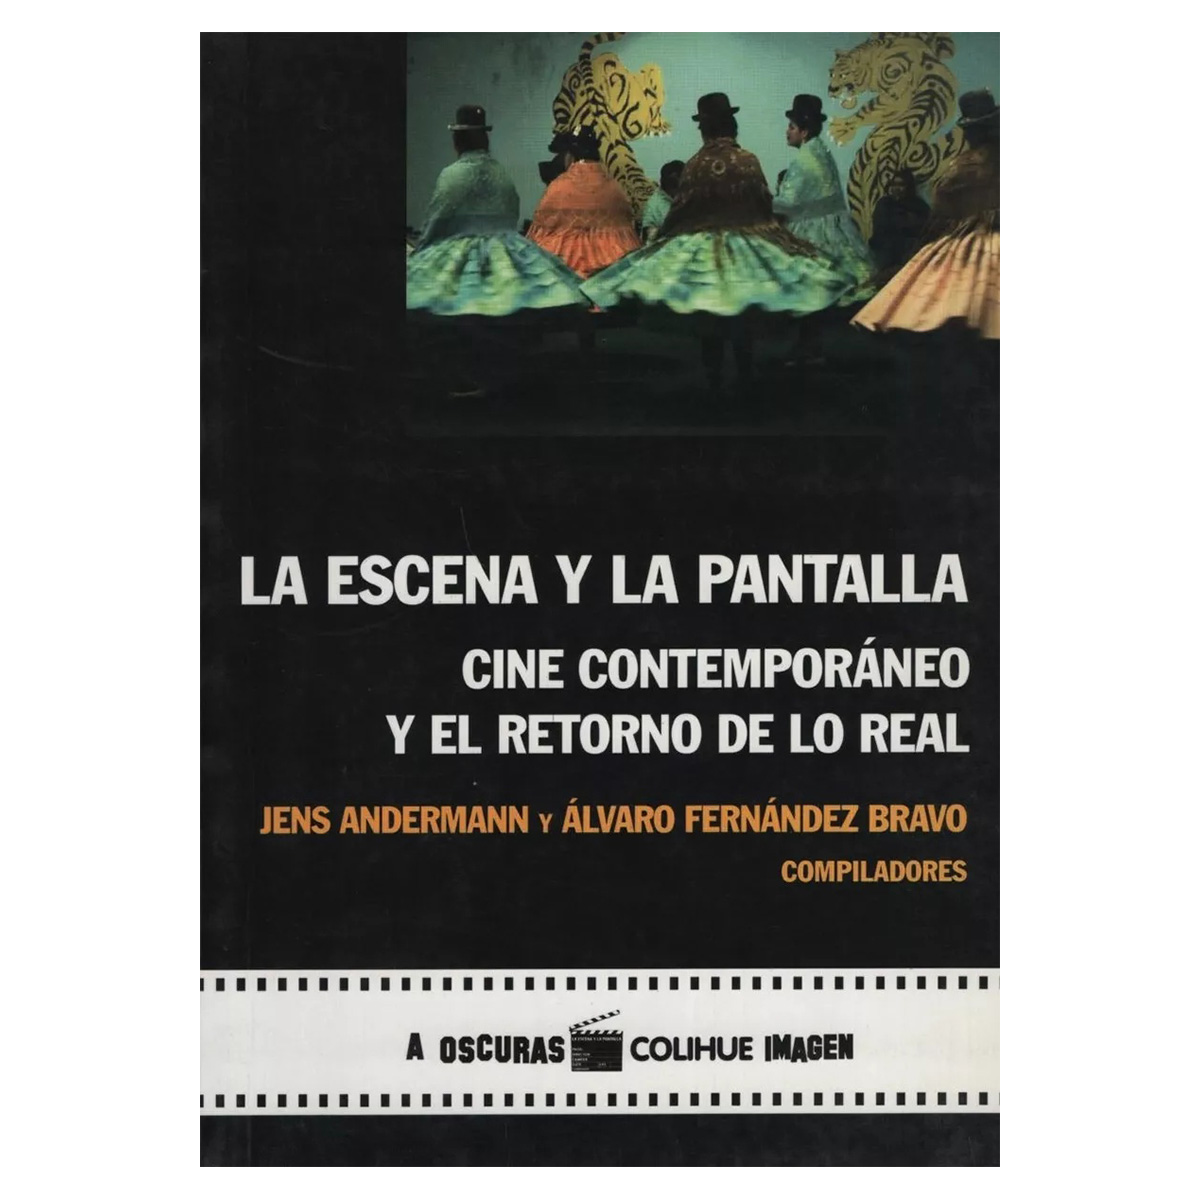 LA ESCENA Y LA PANTALLA
CINE CONTEMPORÁNEO
Y EL RETORNO DE LO REAL
JENS ANDERMANN Y ÁLVARO FERNÁNDEZ BRAVO
COMPILADORES
A OSCURAS COLIHUE IMAGEN